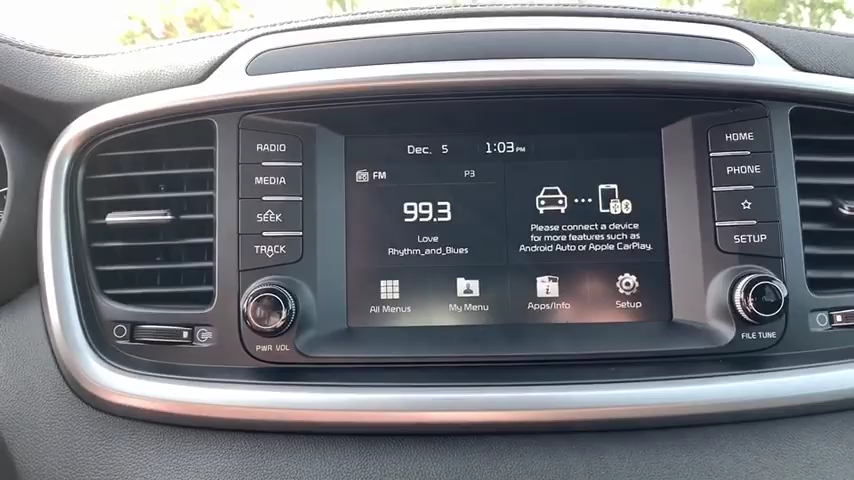 RADIO
MEDIA
SEEK
TRACK
PWR VOL
Dec. 5
1:03 PM
FM
P3
99.3
Love
Rhythm_and_Blues
Please connect a device
for more features such as
Android Auto or Apple CarPlay.
All Menus
My Menu
Apps/Info
Setup
HOME
PHONE
SETUP
FILE TUNE